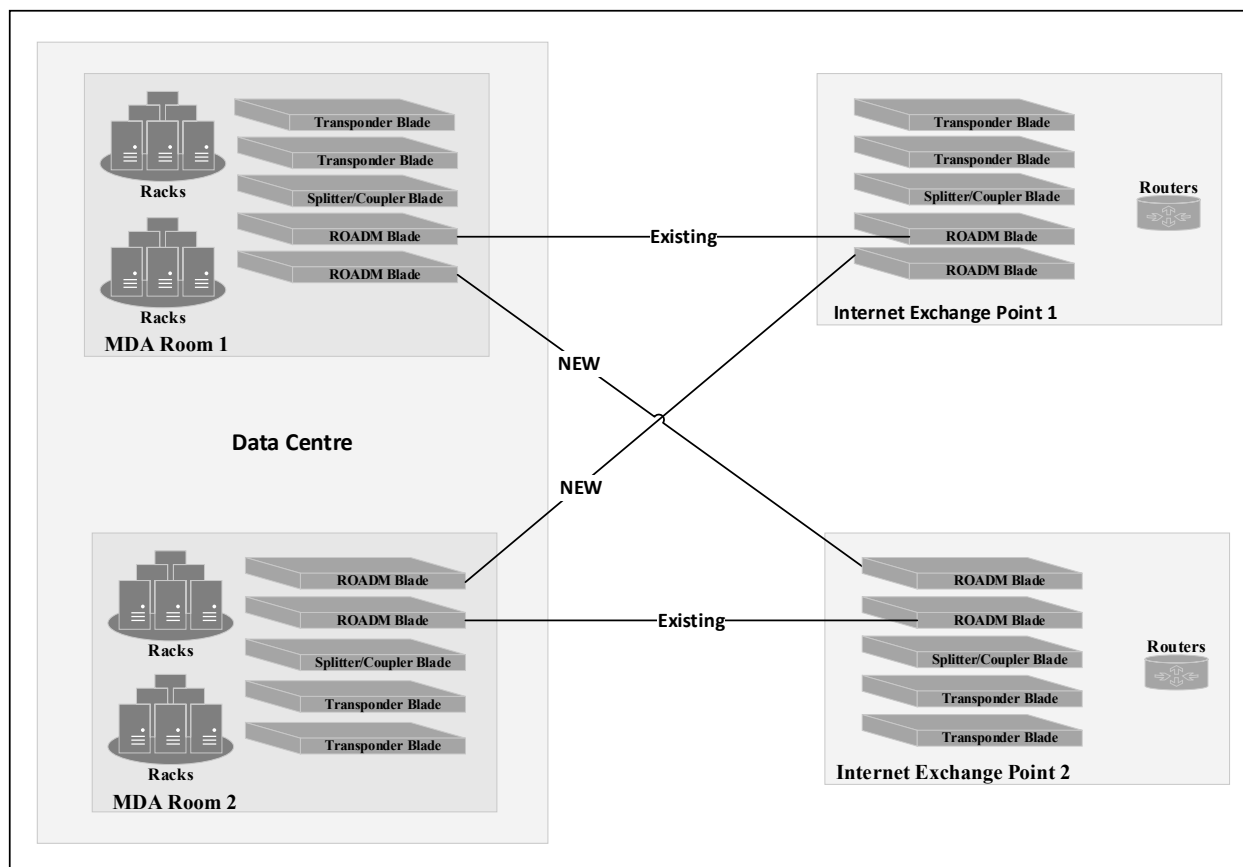 Transponder Blade
Transponder Blade
Splitter/Coupler Blade
ROADM Blade
ROADM Blade
Racks
Racks
MDA Room 1
Existing
Transponder Blade
Transponder Blade
Splitter/Coupler Blade
ROADM Blade
ROADM Blade
Routers
Internet Exchange Point 1
NEW
Data Centre
NEW
ROADM Blade
ROADM Blade
Splitter/Coupler Blade
Transponder Blade
Transponder Blade
Racks
Racks
MDA Room 2
Existing
ROADM Blade
ROADM Blade
Splitter/Coupler Blade
Transponder Blade
Transponder Blade
Routers
Internet Exchange Point 2